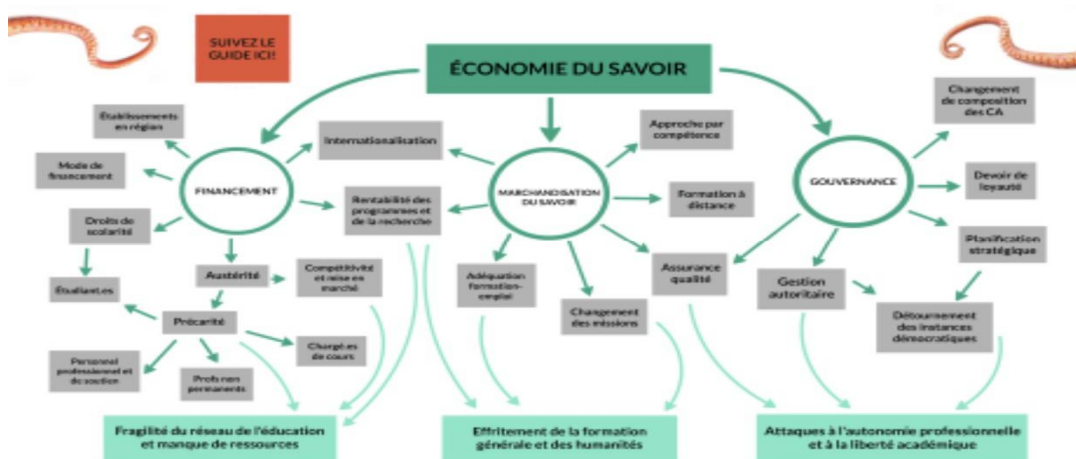 SUIVEZ LE
GUIDE ICI!
ÉCONOMIE DU SAVOIR
Établissements
en région
Mode de
financement
Droits de
scolarité
Étudiant.es
FINANCEMENT
Internationalisation
Rentabilité des
programmes et
de la recherche
Austérité
Compétitivité
et mise en
marché
Précarité
Chargé.es
de cours
Personnel
professionnel et
de soutien
Profs non
permanents
MARCHANDISATION
DU SAVOIR
Approche par
compétence
Formation à
distance
Adéquation
formation-
emploi
Changement
des missions
Assurance
qualité
GOUVERNANCE
Changement
de composition
des CA
Devoir de
loyauté
Planification
stratégique
Gestion
autoritaire
Détournement
des instances
démocratiques
Fragilité du réseau de l'éducation
et manque de ressources
Effritement de la formation
générale et des humanités
Attaques à l'autonomie professionnelle
et à la liberté académique